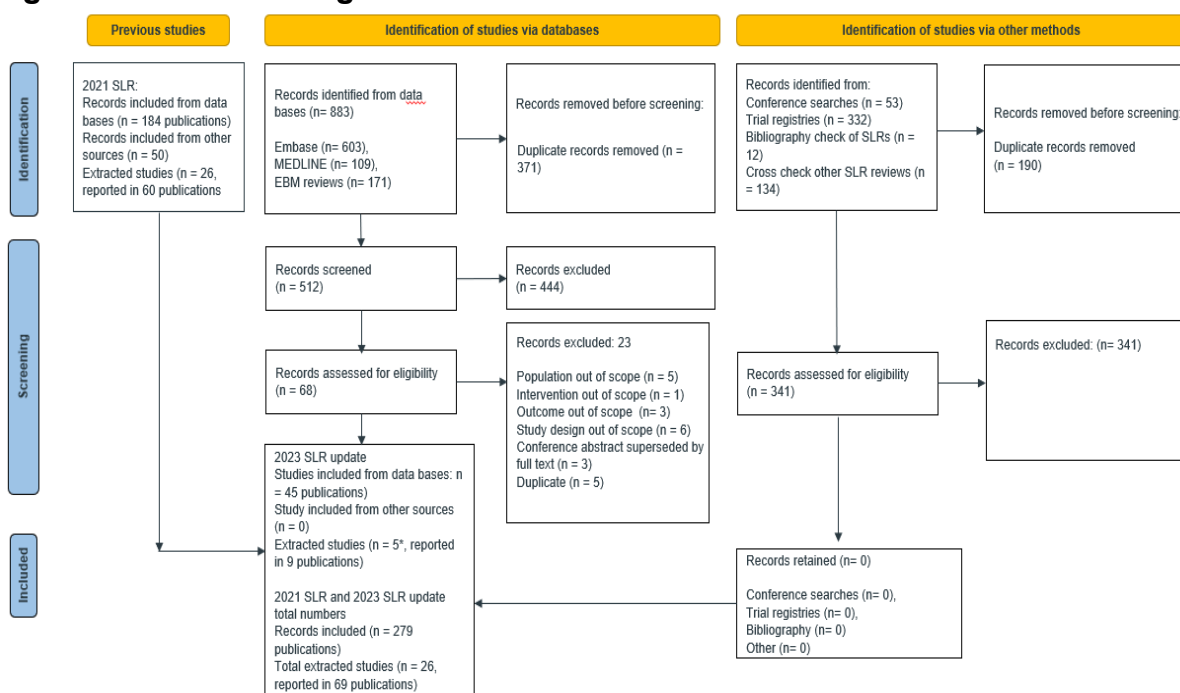 Previous studies
Identification of studies via databases
Identification of studies via other methods
Identification
2021 SLR:
Records included from data
bases (n = 184 publications)
Records included from other
sources (n = 50)
Extracted studies (n = 26,
reported in 60 publications
Records identified from data
bases (n= 883)
Embase (n= 603),
MEDLINE (n= 109),
EBM reviews (n= 171)
Records removed before screening:
Duplicate records removed (n =
371)
Records identified from:
Conference searches (n = 53)
Trial registries (n = 332)
Bibliography check of SLRs (n =
12)
Cross check other SLR reviews (n
= 134)
Records removed before screening:
Duplicate records removed
(n = 190)
Screening
Records screened
(n = 512)
Records excluded
(n = 444)
Records assessed for eligibility
(n = 68)
Records excluded: 23
Population out of scope (n = 5)
Intervention out of scope (n = 1)
Outcome out of scope (n= 3)
Study design out of scope (n = 6)
Conference abstract superseded by
full text (n = 3)
Duplicate (n = 5)
Records assessed for eligibility
(n = 341)
Records excluded: (n= 341)
Included
2023 SLR update
Studies included from data bases: n
= 45 publications)
Study included from other sources
(n = 0)
Extracted studies (n = 5*, reported
in 9 publications)
2021 SLR and 2023 SLR update
total numbers
Records included (n = 279
publications)
Total extracted studies (n = 26,
reported in 69 publications)
Records retained (n= 0)
Conference searches (n= 0),
Trial registries (n= 0),
Bibliography (n= 0)
Other (n= 0)